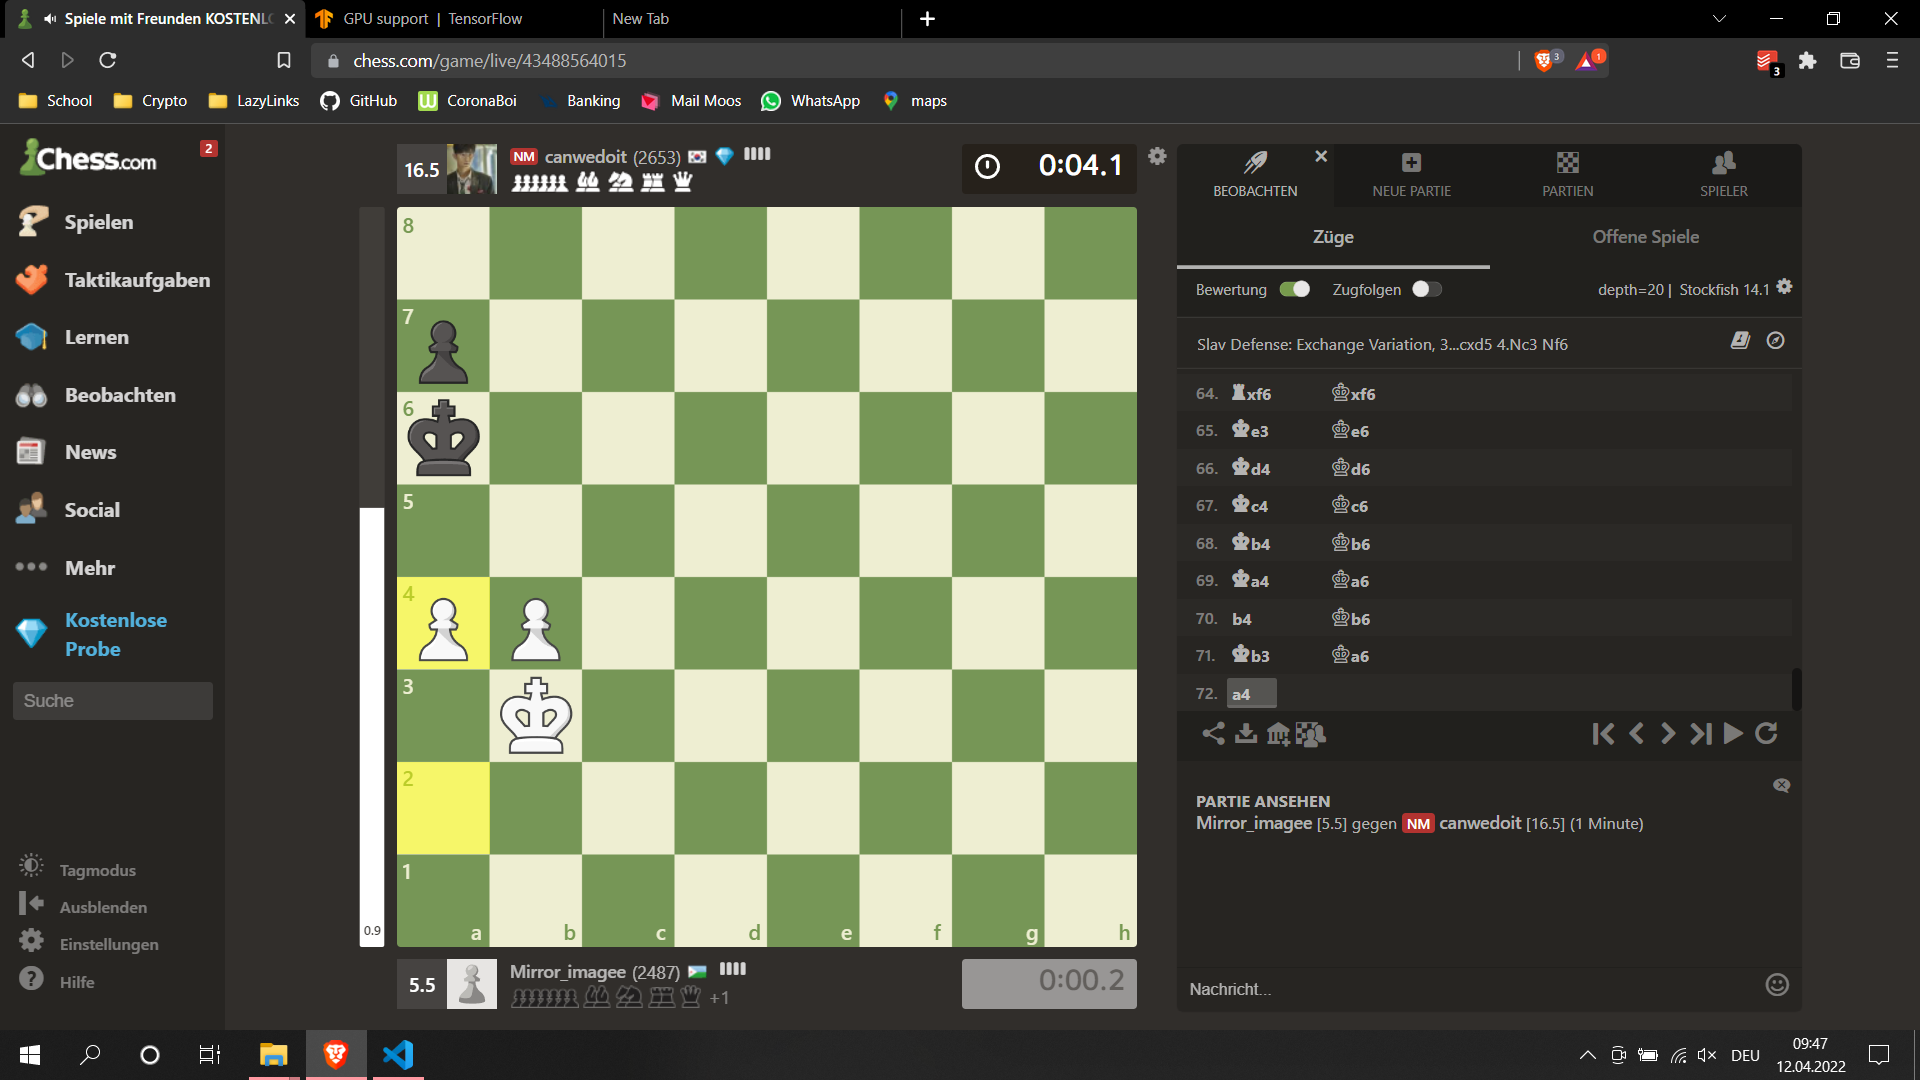 Spiele mit Freunden KOSTENLO
GPU support | TensorFlow
New Tab
chess.com/game/live/43488564015
3
1
3
School
Crypto
LazyLinks
GitHub
CoronaBoi
Banking
Mail Moos
WhatsApp
maps
Chess.com
2
Spielen
Taktikaufgaben
Lernen
Beobachten
News
Social
Mehr
Kostenlose
Probe
Suche
Tagmodus
Ausblenden
Einstellungen
Hilfe
16.5
NM canwedoit (2653)
0:04.1
8
7
6
5
4
3
2
1
a b c d e f g h
0.9
5.5
Mirror_imagee (2487)
+1
0:00.2
BEOBACHTEN
NEUE PARTIE
PARTIEN
SPIELER
Züge
Offene Spiele
Bewertung
Zugfolgen
depth=20 | Stockfish 14.1
Slav Defense: Exchange Variation, 3...cxd5 4.Nc3 Nf6
64. xf6 xf6
65. e3 e6
66. d4 d6
67. c4 c6
68. b4 b6
69. a4 a6
70. b4 b6
71. b3 a6
72. a4
PARTIE ANSEHEN
Mirror_imagee [5.5] gegen NM canwedoit [16.5] (1 Minute)
Nachricht...
DEU
09:47
12.04.2022